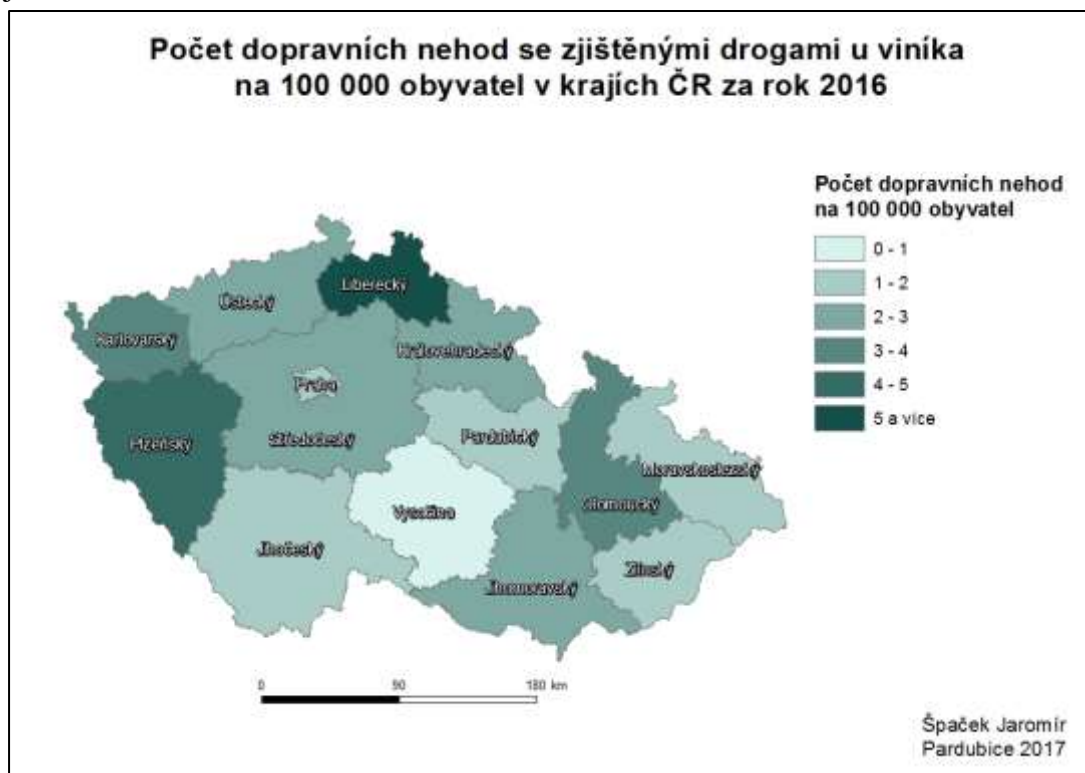 Počet dopravních nehod se zjištěnými drogami u viníka
na 100 000 obyvatel v krajích ČR za rok 2016
Počet dopravních nehod
na 100 000 obyvatel
0 - 1
1 - 2
2 - 3
3 - 4
4 - 5
5 a více
Liberecký
Ústecký
Karlovarský
Královehradecký
Praha
Středočeský
Plzeňský
Pardubický
Moravskoslezský
Olomoucký
Vysočina
Jihočeský
Zlínský
Jihomoravský
0 90 180 km
Špaček Jaromír
Pardubice 2017